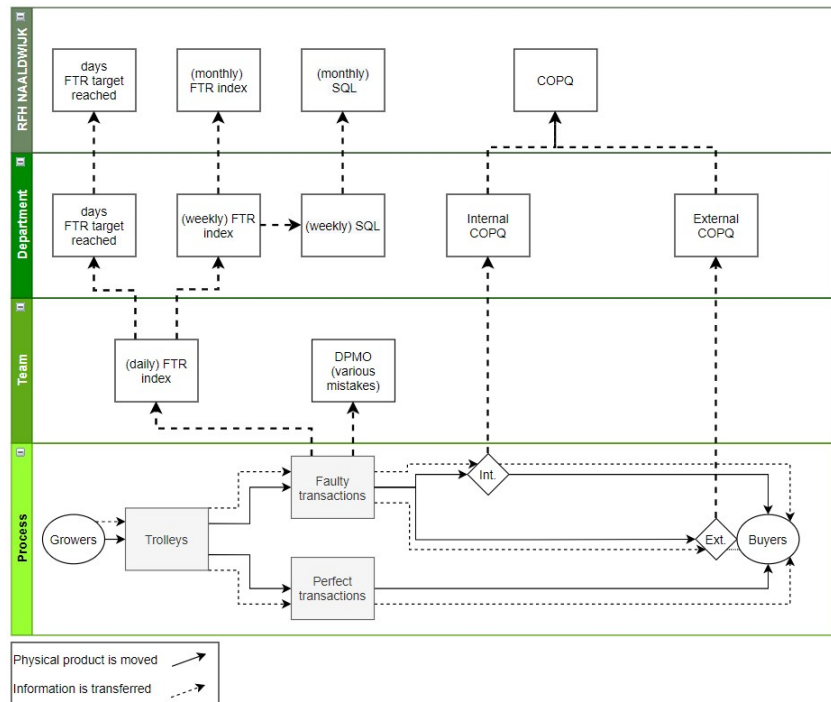 RFH NAALDWIJK
days
FTR target
reached
(monthly)
FTR index
(monthly)
SQL
COPQ
Department
days
FTR target
reached
(weekly) FTR
index
(weekly) SQL
Internal
COPQ
External
COPQ
Team
(daily) FTR
index
DPMO
(various
mistakes)
Process
Growers
Trolleys
Faulty
transactions
Perfect
transactions
Int.
Ext.
Buyers
Physical product is moved
Information is transferred